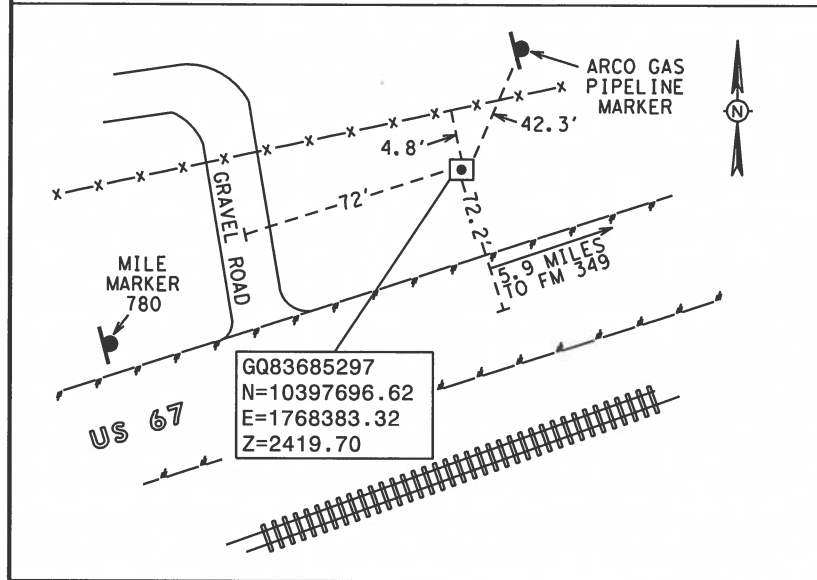 ARCO GAS
PIPELINE
MARKER
N
42.3'
4.8'
72'
72.2'
GRAVEL ROAD
5.9 MILES
TO FM 349
MILE
MARKER
780
GQ83685297
N=10397696.62
E=1768383.32
Z=2419.70
US 67
X X X X X X X X X X X X X